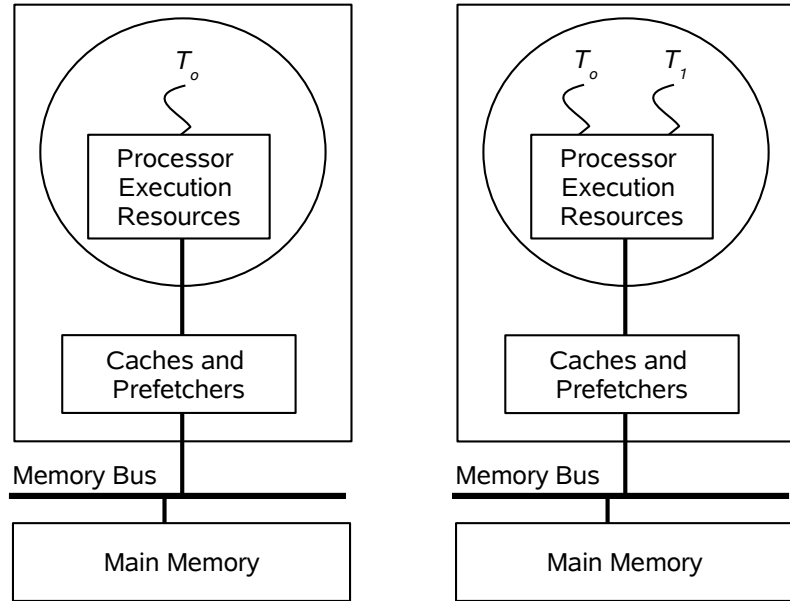 T₀
Processor
Execution
Resources
Caches and
Prefetchers
Memory Bus
Main Memory
T₀ T₁
Processor
Execution
Resources
Caches and
Prefetchers
Memory Bus
Main Memory